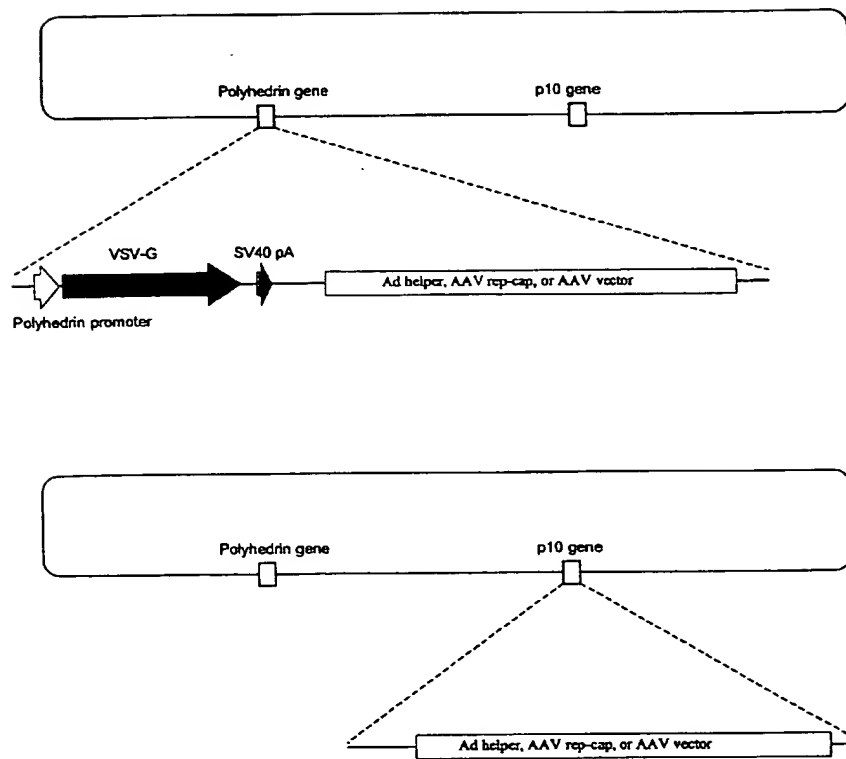 Polyhedrin gene
p10 gene
VSV-G
SV40 pA
Ad helper, AAV rep-cap, or AAV vector
Polyhedrin promoter
Polyhedrin gene
p10 gene
Ad helper, AAV rep-cap, or AAV vector